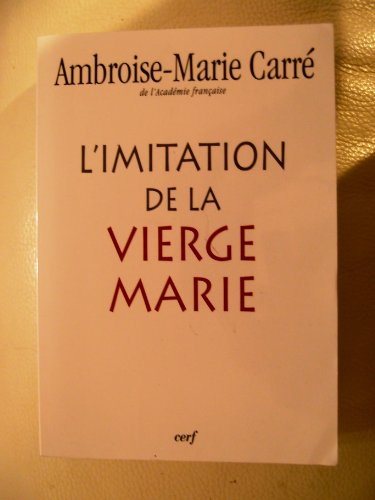 Ambroise-Marie Carré
de l'Académie française
L'IMITATION
DE LA
VIERGE
MARIE
cerf